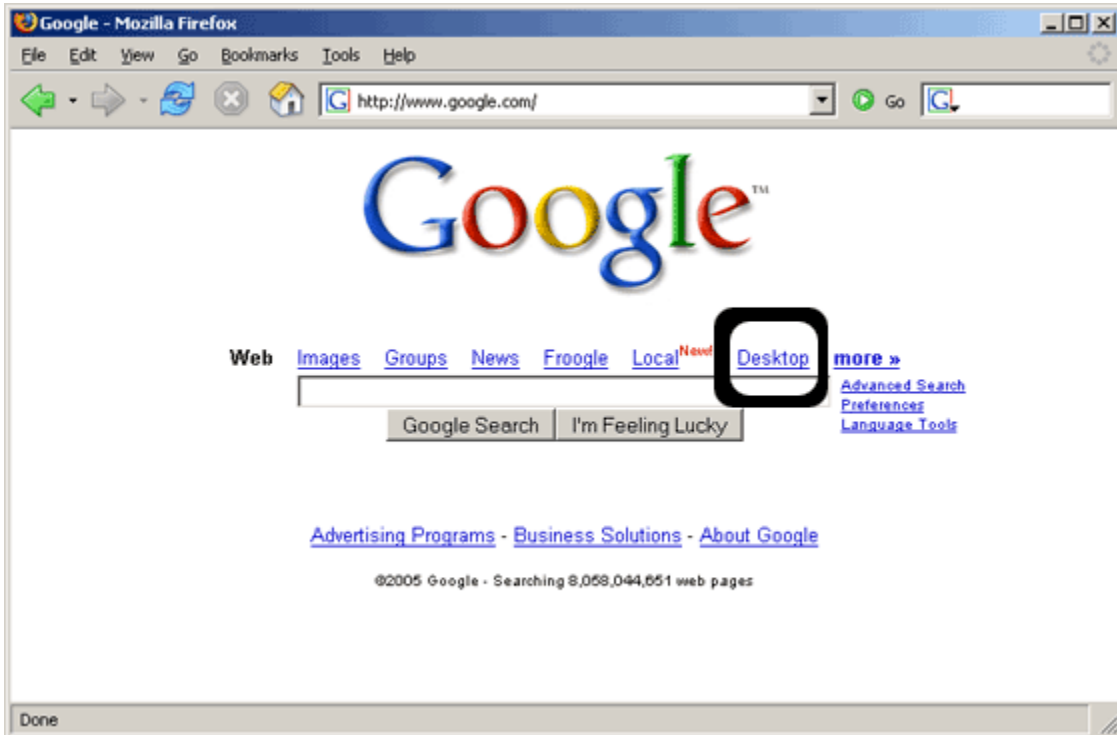 Google - Mozilla Firefox
File Edit View Go Bookmarks Tools Help
http://www.google.com/ Go
Google™
Web Images Groups News Froogle Local New! Desktop more »
Advanced Search
Preferences
Language Tools
Google Search I'm Feeling Lucky
Advertising Programs - Business Solutions - About Google
©2005 Google - Searching 8,058,044,651 web pages
Done